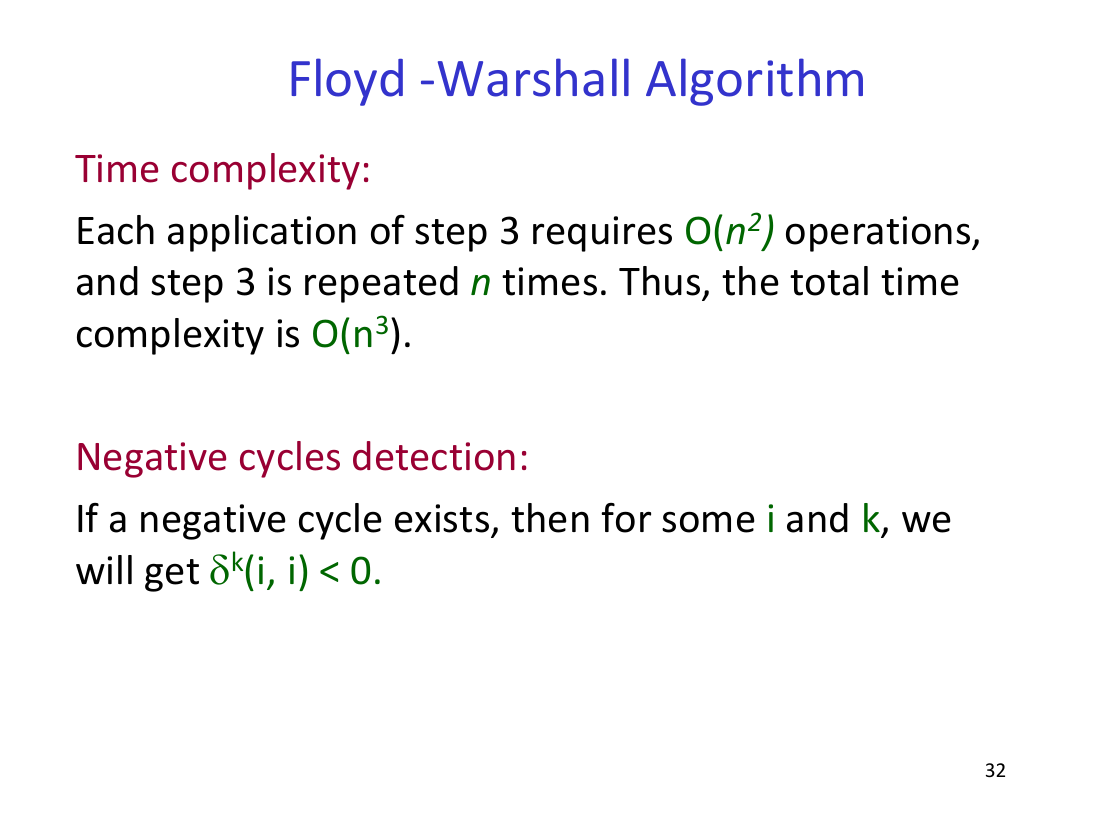 Floyd -Warshall Algorithm
Time complexity:
Each application of step 3 requires O(n²) operations,
and step 3 is repeated n times. Thus, the total time
complexity is O(n³).
Negative cycles detection:
If a negative cycle exists, then for some i and k, we
will get δᵏ(i, i) < 0.
32